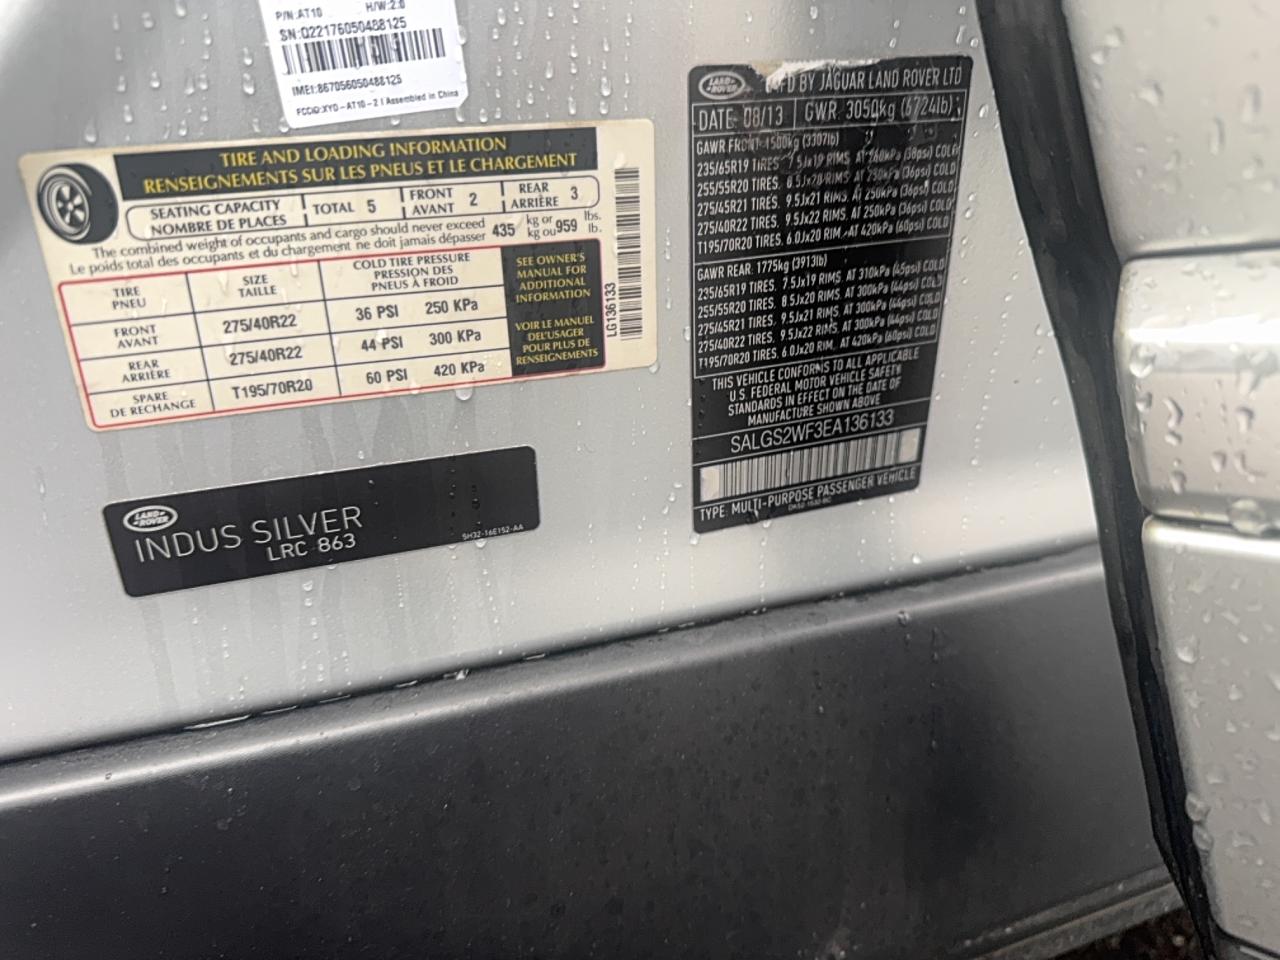 P/N:AT10 H/W:2.0
SN:Q22176050488125
IMEI:867056050488125
FCCID:XYO-AT10-2 | Assembled in China
TIRE AND LOADING INFORMATION
RENSEIGNEMENTS SUR LES PNEUS ET LE CHARGEMENT
SEATING CAPACITY
NOMBRE DE PLACES
TOTAL 5
FRONT
AVANT 2
REAR
ARRIÈRE 3
The combined weight of occupants and cargo should never exceed 435 kg or 959 lbs.
Le poids total des occupants et du chargement ne doit jamais dépasser kg ou lb.
TIRE
PNEU
SIZE
TAILLE
COLD TIRE PRESSURE
PRESSION DES
PNEUS À FROID
FRONT
AVANT
275/40R22
36 PSI 250 KPa
REAR
ARRIÈRE
275/40R22
44 PSI 300 KPa
SPARE
DE RECHANGE
T195/70R20
60 PSI 420 KPa
SEE OWNER'S
MANUAL FOR
ADDITIONAL
INFORMATION
VOIR LE MANUEL
DE L'USAGER
POUR PLUS DE
RENSEIGNEMENTS
LG136133
LAND-
-ROVER
INDUS SILVER
LRC 863
5H32-16E152-AA
LAND-
-ROVER
MFD BY JAGUAR LAND ROVER LTD
DATE: 08/13 GWR: 3050kg (6724lb)
GAWR FRONT: 1500kg (3307lb)
235/65R19 TIRES. 7.5Jx19 RIMS. AT 260kPa (38psi) COLD
255/55R20 TIRES. 8.5Jx20 RIMS. AT 250kPa (36psi) COLD
275/45R21 TIRES. 9.5Jx21 RIMS. AT 250kPa (36psi) COLD
275/40R22 TIRES. 9.5Jx22 RIMS. AT 250kPa (36psi) COLD
T195/70R20 TIRES. 6.0Jx20 RIM. AT 420kPa (60psi) COLD
GAWR REAR: 1775kg (3913lb)
235/65R19 TIRES. 7.5Jx19 RIMS. AT 310kPa (45psi) COLD
255/55R20 TIRES. 8.5Jx20 RIMS. AT 300kPa (44psi) COLD
275/45R21 TIRES. 9.5Jx21 RIMS. AT 300kPa (44psi) COLD
275/40R22 TIRES. 9.5Jx22 RIMS. AT 300kPa (44psi) COLD
T195/70R20 TIRES. 6.0Jx20 RIM. AT 420kPa (60psi) COLD
THIS VEHICLE CONFORMS TO ALL APPLICABLE
U.S. FEDERAL MOTOR VEHICLE SAFETY
STANDARDS IN EFFECT ON THE DATE OF
MANUFACTURE SHOWN ABOVE
SALGS2WF3EA136133
TYPE: MULTI-PURPOSE PASSENGER VEHICLE